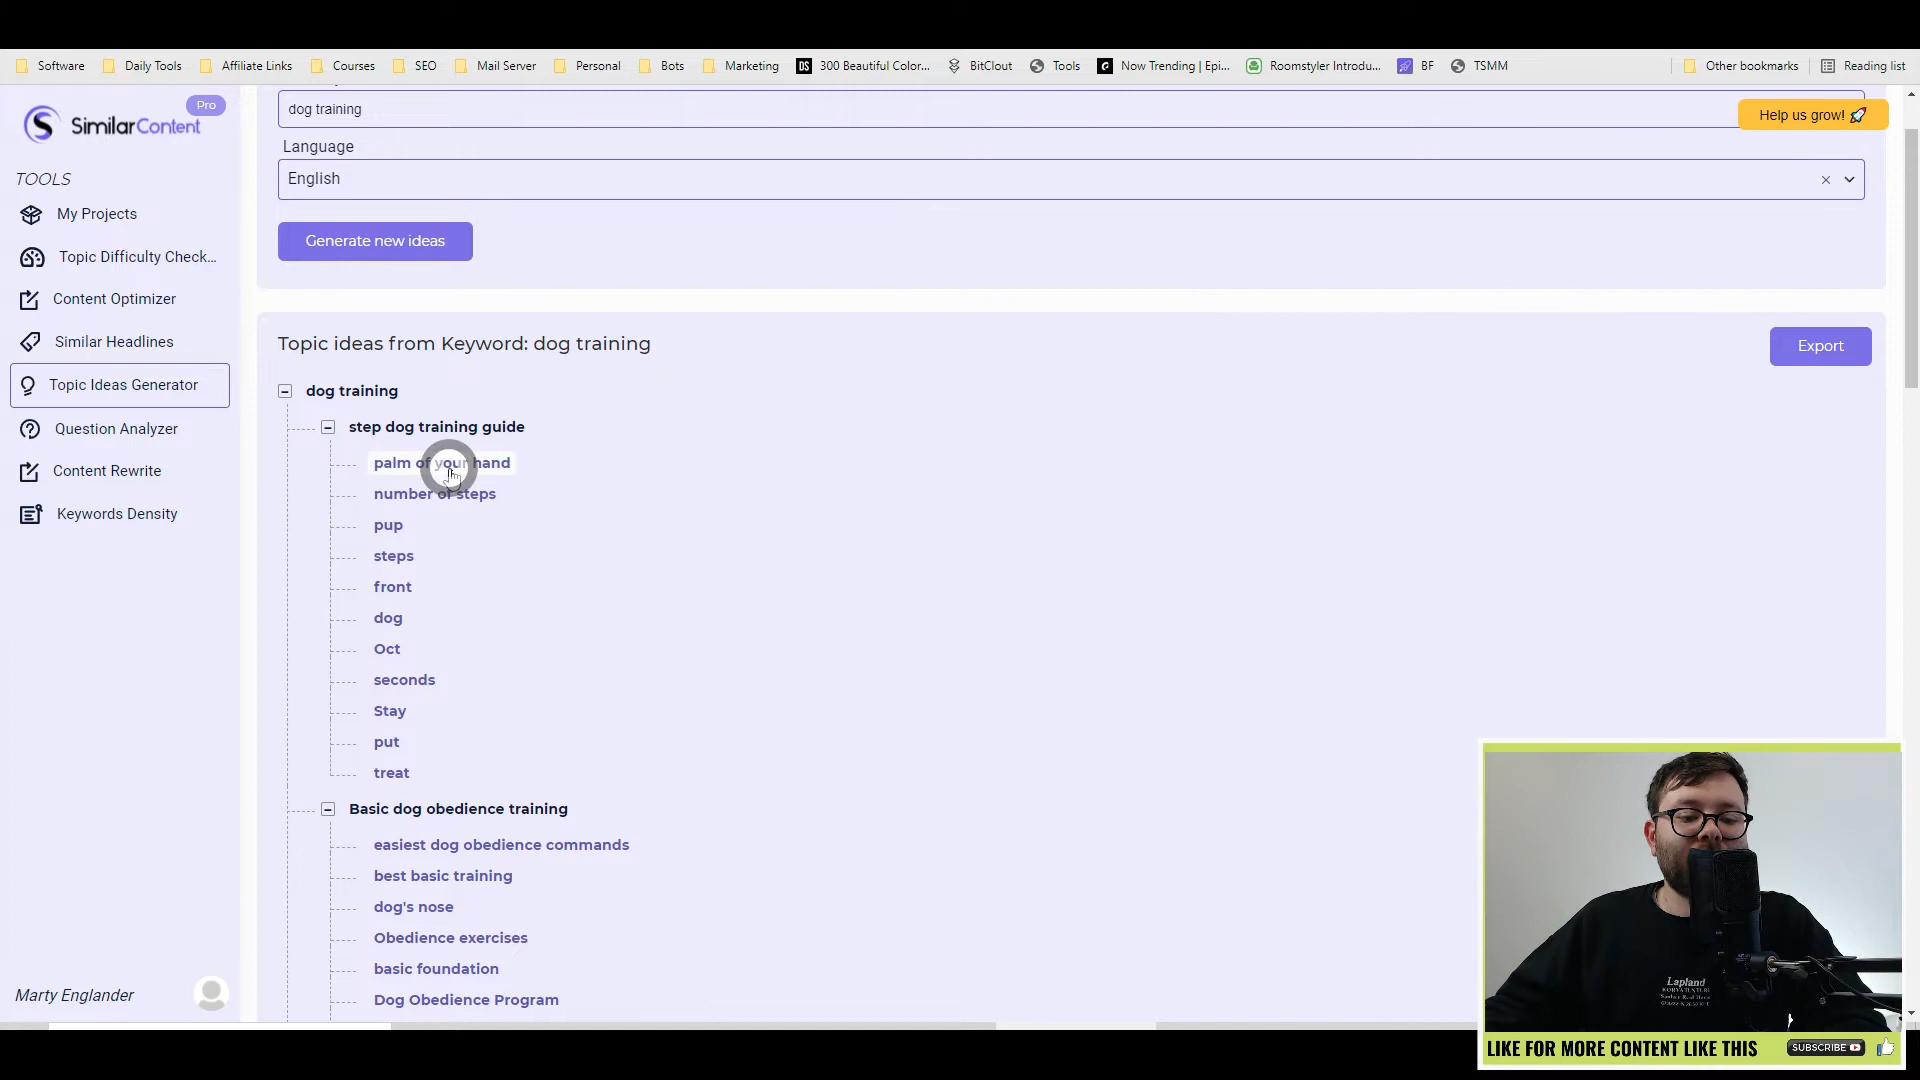 Software Daily Tools Affiliate Links Courses SEO Mail Server Personal Bots Marketing DS 300 Beautiful Color... BitClout Tools Now Trending | Epi... Roomstyler Introdu... BF TSMM Other bookmarks Reading list
Pro
SimilarContent
dog training
Help us grow!
Language
English
TOOLS
My Projects
Generate new ideas
Topic Difficulty Check...
Content Optimizer
Similar Headlines
Topic ideas from Keyword: dog training
Export
Topic Ideas Generator
dog training
Question Analyzer
step dog training guide
Content Rewrite
palm of your hand
number of steps
Keywords Density
pup
steps
front
dog
Oct
seconds
Stay
put
treat
Basic dog obedience training
easiest dog obedience commands
best basic training
dog's nose
Obedience exercises
basic foundation
Dog Obedience Program
Marty Englander
Lapland
LIKE FOR MORE CONTENT LIKE THIS
SUBSCRIBE